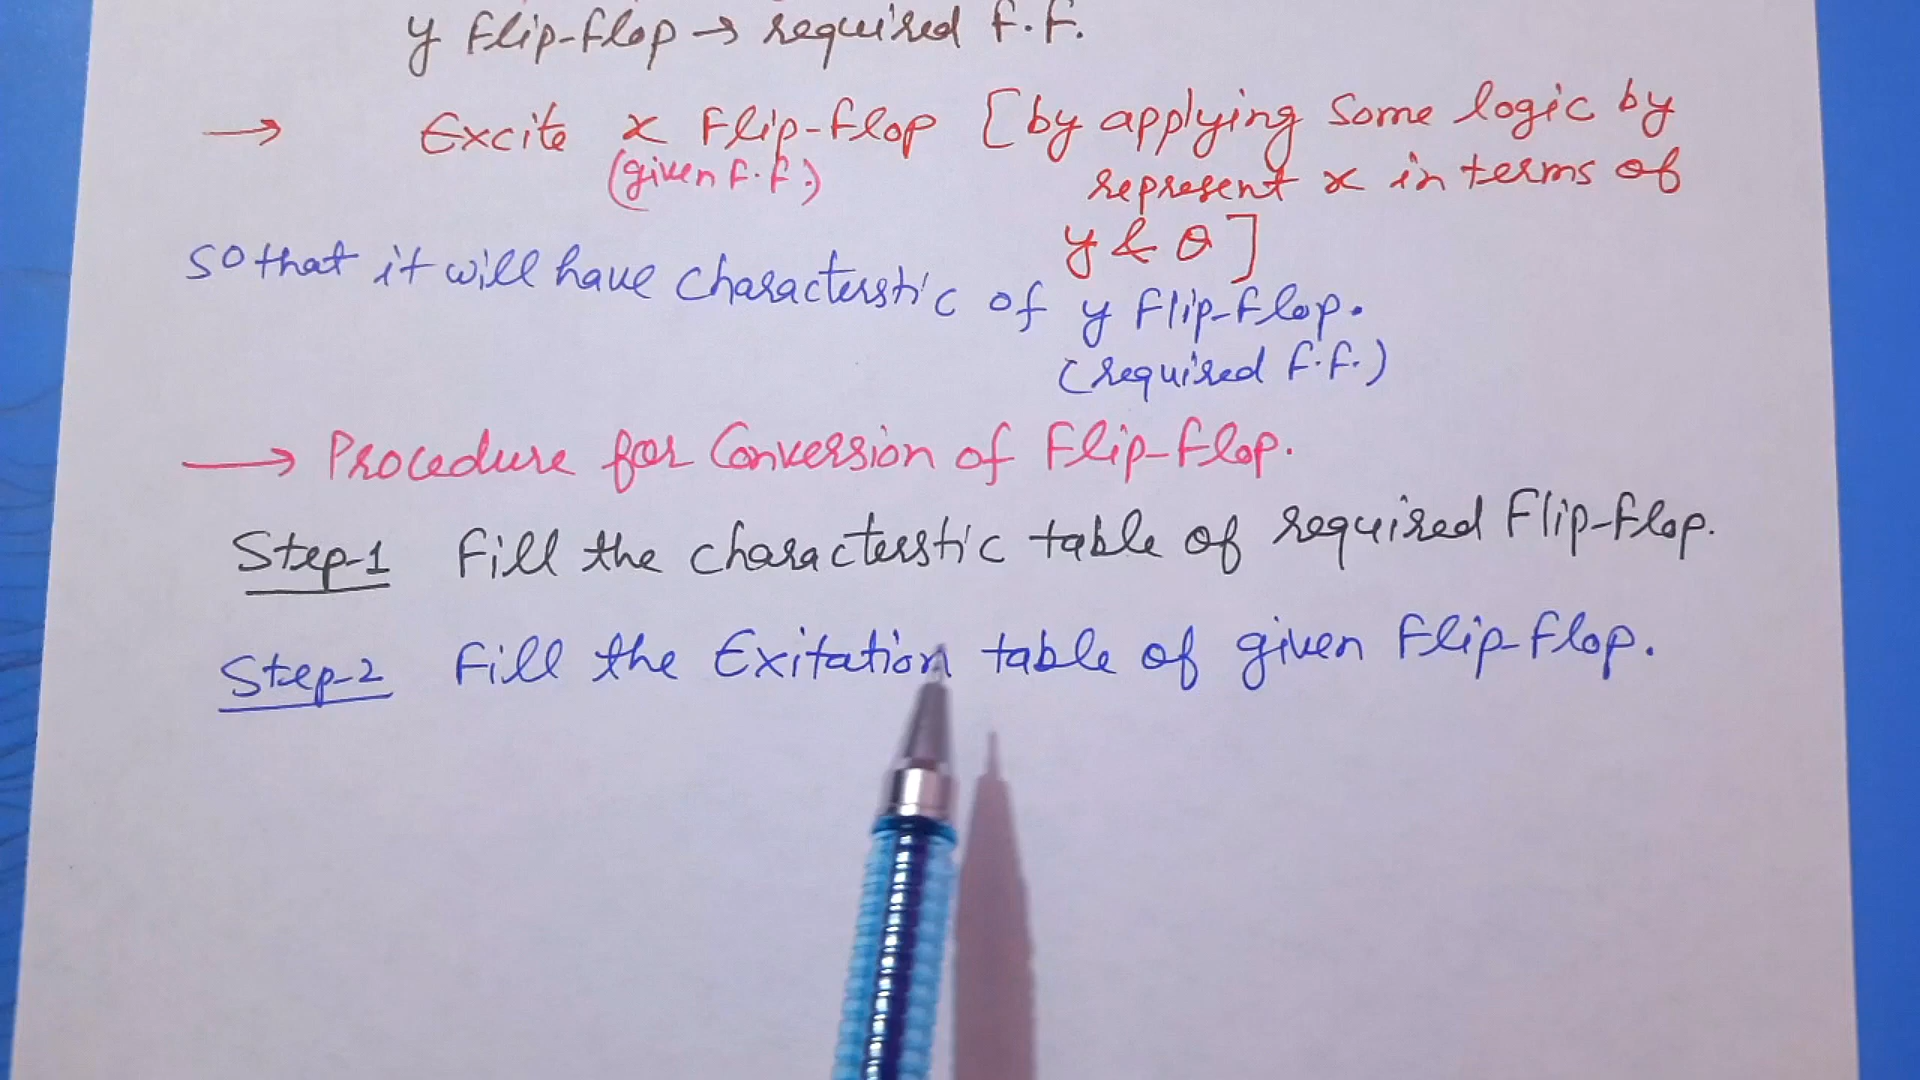 y Flip-Flop → required F.F.
→ Excite x Flip-Flop [by applying some logic by
(given F.F.) represent x in terms of
y & Q]
so that it will have characterstic of y Flip-Flop.
(required F.F.)
→ Procedure for Conversion of Flip-Flop.
Step-1 Fill the characterstic table of required Flip-Flop.
Step-2 Fill the Exitation table of given Flip-Flop.